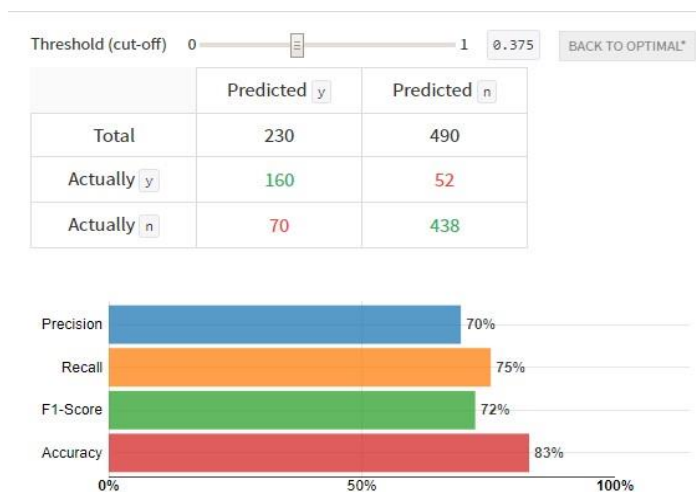 Threshold (cut-off) 0 1 0.375 BACK TO OPTIMAL*
Predicted y Predicted n
Total 230 490
Actually y 160 52
Actually n 70 438
Precision 70%
Recall 75%
F1-Score 72%
Accuracy 83%
0% 50% 100%